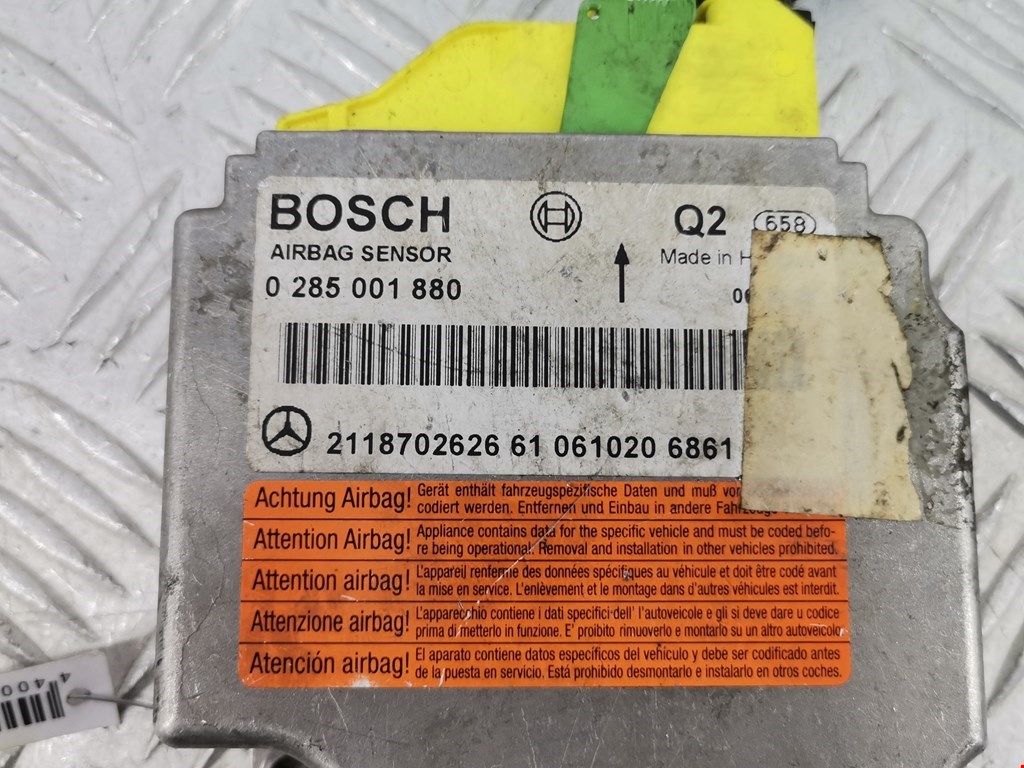 BOSCH
Q2 658
AIRBAG SENSOR
Made in
0 285 001 880
2118702626 61 061020 6861
Achtung Airbag! Gerät enthält fahrzeugspezifische Daten und muß
codiert werden. Entfernen und Einbau in andere
Attention Airbag! Appliance contains data for the specific vehicle and must be coded befo-
re being operational. Removal and installation in other vehicles prohibited.
Attention airbag! L'appareil renferme des données spécifiques au véhicule et doit être codé avant
la mise en service. L'enlèvement et le montage dans d'autres véhicules est interdit.
Attenzione airbag! L'apparecchio contiene i dati specifici dell' l'autoveicole e gli si deve dare u codice
prima di metterlo in funzione. E' proibito rimuoverlo e montarlo su un altro autoveicolo
Atención airbag! El aparato contiene datos específicos del vehículo y debe ser codificado antes
de la puesta en servicio. Está prohibido desmontarlo e instalarlo en otros coches.